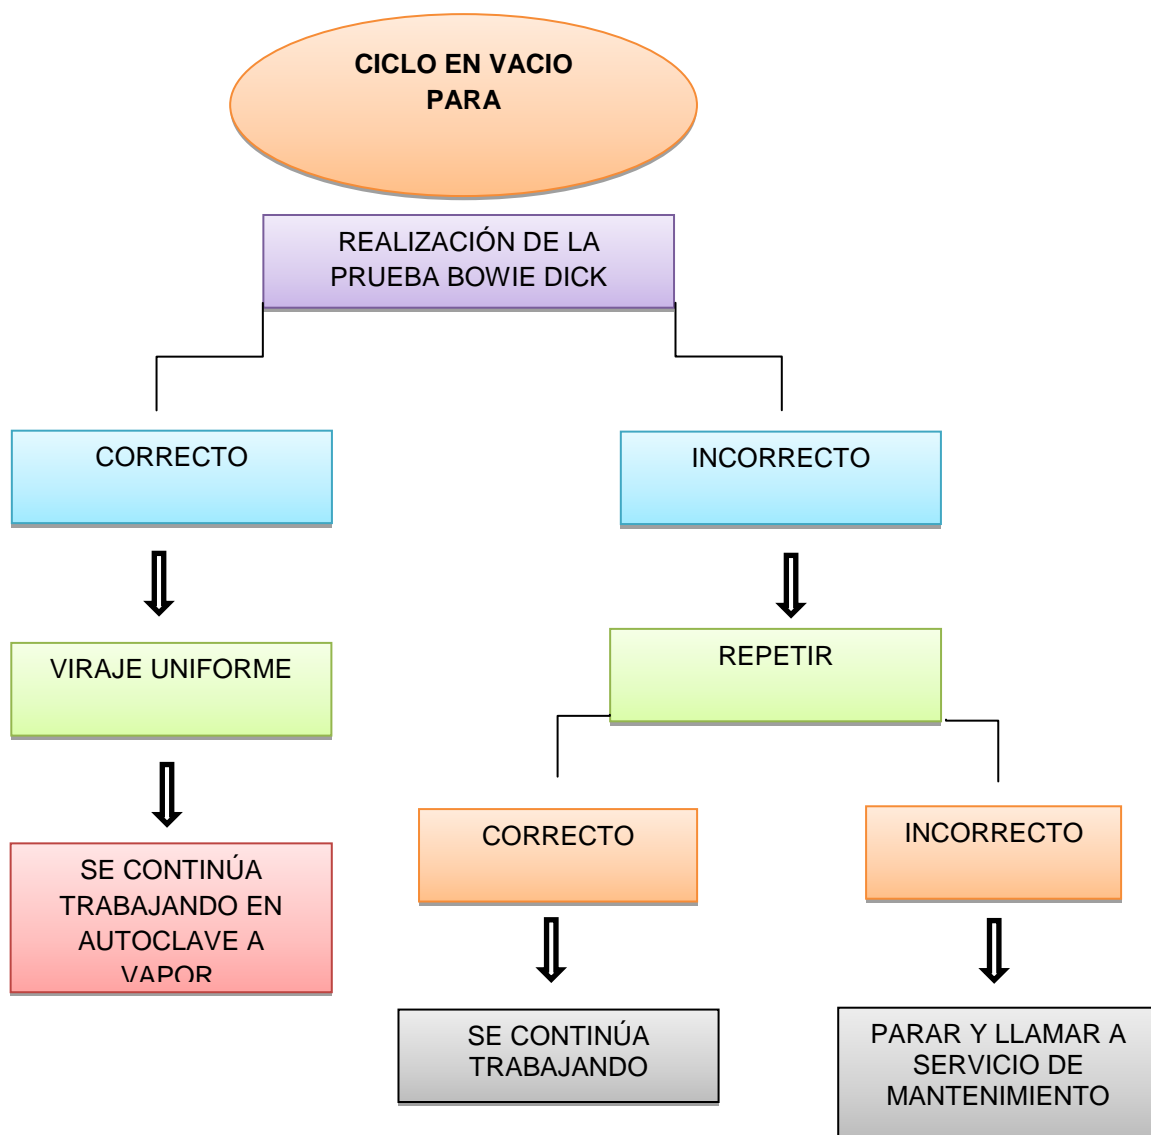 CICLO EN VACIO
PARA
REALIZACIÓN DE LA
PRUEBA BOWIE DICK
CORRECTO
INCORRECTO
VIRAJE UNIFORME
REPETIR
SE CONTINÚA
TRABAJANDO EN
AUTOCLAVE A
VAPOR
CORRECTO
INCORRECTO
SE CONTINÚA
TRABAJANDO
PARAR Y LLAMAR A
SERVICIO DE
MANTENIMIENTO